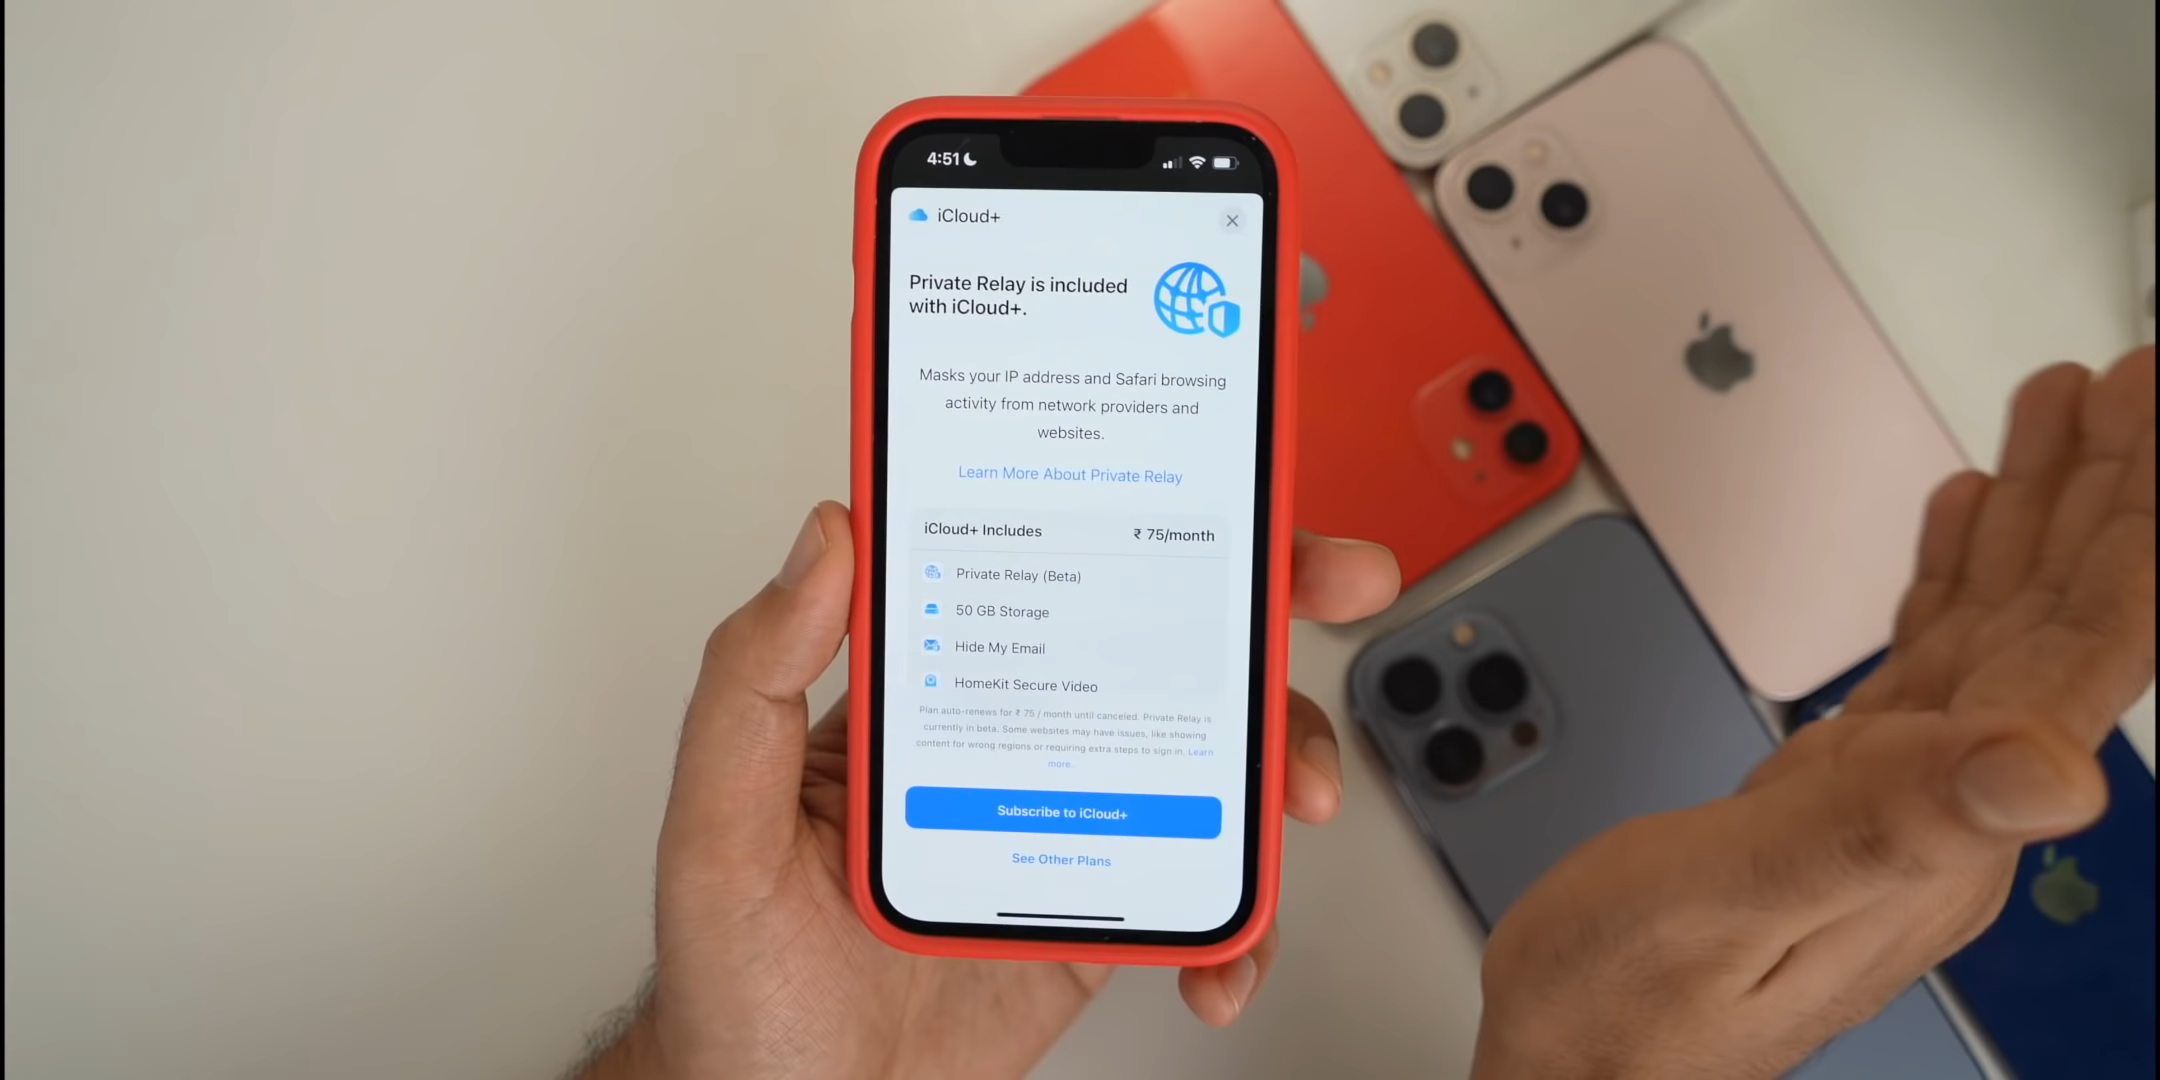 4:51
iCloud+
Private Relay is included
with iCloud+.
Masks your IP address and Safari browsing
activity from network providers and
websites.
Learn More About Private Relay
iCloud+ Includes ₹ 75/month
Private Relay (Beta)
50 GB Storage
Hide My Email
HomeKit Secure Video
Plan auto-renews for ₹ 75 / month until canceled. Private Relay is
currently in beta. Some websites may have issues, like showing
content for wrong regions or requiring extra steps to sign in. Learn
more...
Subscribe to iCloud+
See Other Plans